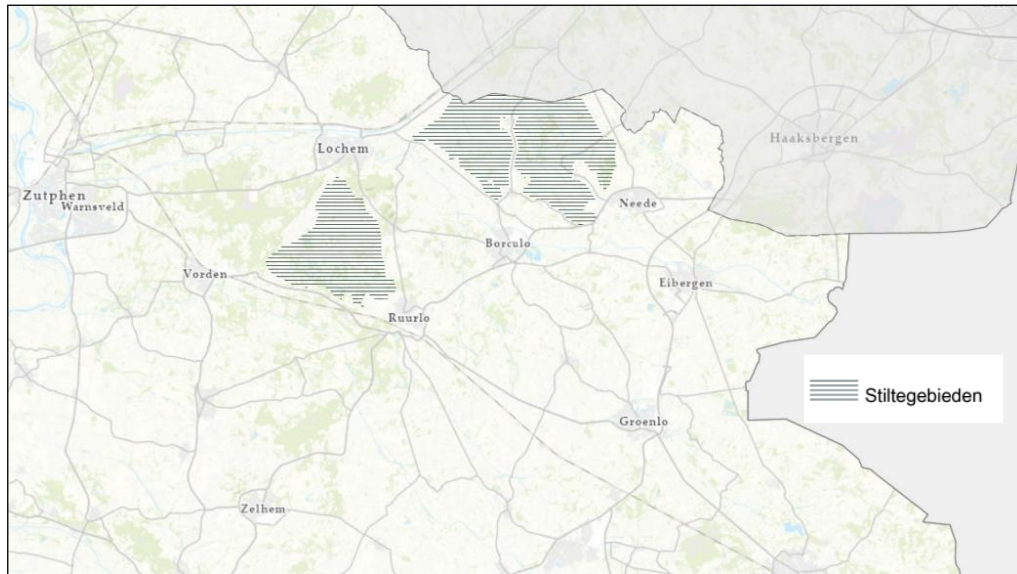 Haaksbergen
Lochem
Zutphen
Warnsveld
Neede
Borculo
Vorden
Eibergen
Ruurlo
Stiltegebieden
Groenlo
Zelhem